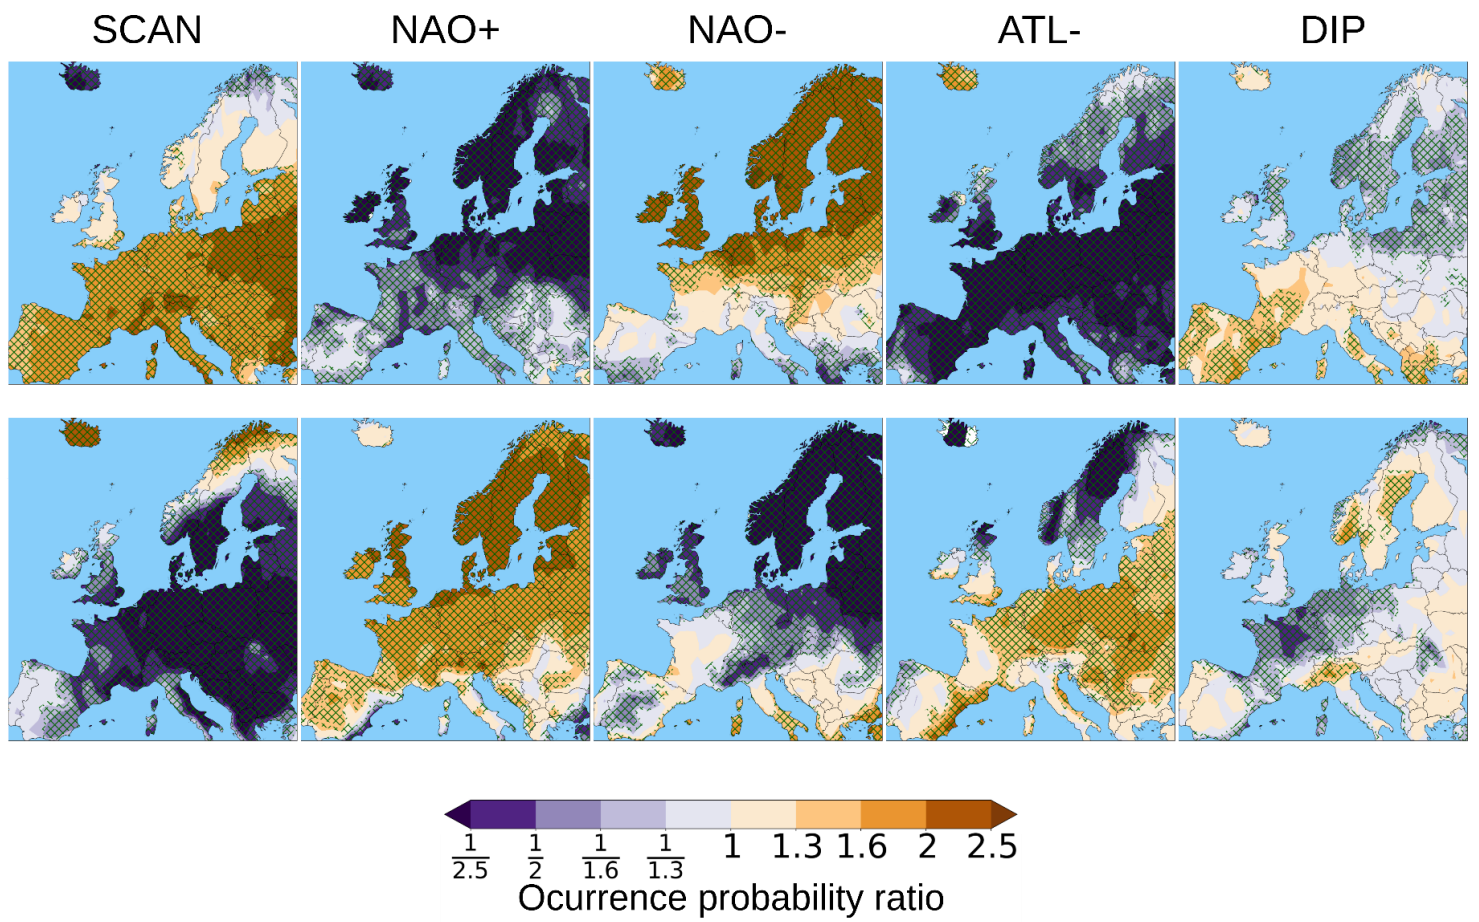 SCAN NAO+ NAO- ATL- DIP
1/2.5 1/2 1/1.6 1/1.3 1 1.3 1.6 2 2.5
Ocurrence probability ratio